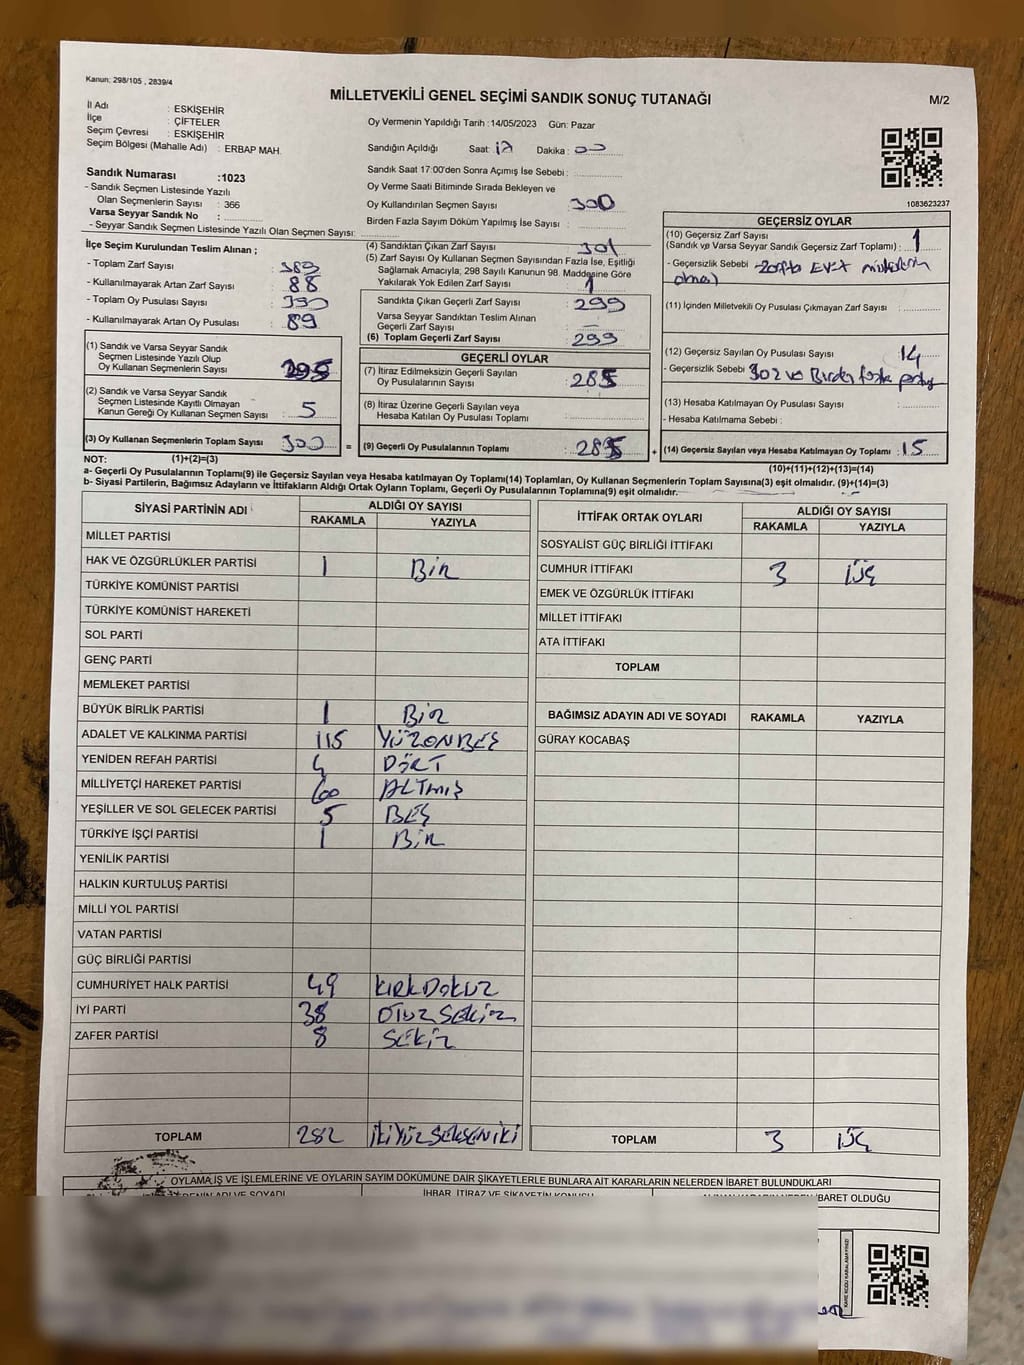 Kanun: 298/105 , 2839/4
MİLLETVEKİLİ GENEL SEÇİMİ SANDIK SONUÇ TUTANAĞI
M/2
İl Adı : ESKİŞEHİR
İlçe : ÇİFTELER
Seçim Çevresi : ESKİŞEHİR
Seçim Bölgesi (Mahalle Adı) : ERBAP MAH.
Oy Vermenin Yapıldığı Tarih :14/05/2023 Gün: Pazar
Sandığın Açıldığı Saat: 17 Dakika : 00
Sandık Saat 17:00'den Sonra Açımış İse Sebebi :
Oy Verme Saati Bitiminde Sırada Bekleyen ve
Oy Kullandırılan Seçmen Sayısı : 300
Birden Fazla Sayım Döküm Yapılmış İse Sayısı :
1083623237
Sandık Numarası :1023
- Sandık Seçmen Listesinde Yazılı
Olan Seçmenlerin Sayısı : 366
Varsa Seyyar Sandık No :
- Seyyar Sandık Seçmen Listesinde Yazılı Olan Seçmen Sayısı:
İlçe Seçim Kurulundan Teslim Alınan ;
- Toplam Zarf Sayısı : 389
- Kullanılmayarak Artan Zarf Sayısı : 88
- Toplam Oy Pusulası Sayısı : 390
- Kullanılmayarak Artan Oy Pusulası : 89
(1) Sandık ve Varsa Seyyar Sandık
Seçmen Listesinde Yazılı Olup
Oy Kullanan Seçmenlerin Sayısı : 295
(2) Sandık ve Varsa Seyyar Sandık
Seçmen Listesinde Kayıtlı Olmayan
Kanun Gereği Oy Kullanan Seçmen Sayısı : 5
(3) Oy Kullanan Seçmenlerin Toplam Sayısı : 300 =
(1)+(2)=(3)
(4) Sandıktan Çıkan Zarf Sayısı : 301
(5) Zarf Sayısı Oy Kullanan Seçmen Sayısından Fazla İse, Eşitliği
Sağlamak Amacıyla, 298 Sayılı Kanunun 98. Maddesine Göre
Yakılarak Yok Edilen Zarf Sayısı : 1
Sandıkta Çıkan Geçerli Zarf Sayısı : 299
Varsa Seyyar Sandıktan Teslim Alınan
Geçerli Zarf Sayısı : -
(6) Toplam Geçerli Zarf Sayısı : 299
GEÇERLİ OYLAR
(7) İtiraz Edilmeksizin Geçerli Sayılan
Oy Pusulalarının Sayısı : 285
(8) İtiraz Üzerine Geçerli Sayılan veya
Hesaba Katılan Oy Pusulası Toplamı :
(9) Geçerli Oy Pusulalarının Toplamı : 285 +
GEÇERSİZ OYLAR
(10) Geçersiz Zarf Sayısı
(Sandık ve Varsa Seyyar Sandık Geçersiz Zarf Toplamı) : 1
- Geçersizlik Sebebi
(11) İçinden Milletvekili Oy Pusulası Çıkmayan Zarf Sayısı :
(12) Geçersiz Sayılan Oy Pusulası Sayısı : 14
- Geçersizlik Sebebi
(13) Hesaba Katılmayan Oy Pusulası Sayısı :
- Hesaba Katılmama Sebebi :
(14) Geçersiz Sayılan veya Hesaba Katılmayan Oy Toplamı : 15
(10)+(11)+(12)+(13)=(14)
NOT:
a- Geçerli Oy Pusulalarının Toplamı(9) ile Geçersiz Sayılan veya Hesaba katılmayan Oy Toplamı(14) Toplamları, Oy Kullanan Seçmenlerin Toplam Sayısına(3) eşit olmalıdır. (9)+(14)=(3)
b- Siyasi Partilerin, Bağımsız Adayların ve İttifakların Aldığı Ortak Oyların Toplamı, Geçerli Oy Pusulalarının Toplamına(9) eşit olmalıdır.
SİYASİ PARTİNİN ADI ALDIĞI OY SAYISI
RAKAMLA YAZIYLA
MİLLET PARTİSİ
HAK VE ÖZGÜRLÜKLER PARTİSİ 1 BİR
TÜRKİYE KOMÜNİST PARTİSİ
TÜRKİYE KOMÜNİST HAREKETİ
SOL PARTİ
GENÇ PARTİ
MEMLEKET PARTİSİ
BÜYÜK BİRLİK PARTİSİ 1 BİR
ADALET VE KALKINMA PARTİSİ 115 YÜZONBEŞ
YENİDEN REFAH PARTİSİ 4 DÖRT
MİLLİYETÇİ HAREKET PARTİSİ 60 ALTMIŞ
YEŞİLLER VE SOL GELECEK PARTİSİ 5 BEŞ
TÜRKİYE İŞÇİ PARTİSİ 1 BİR
YENİLİK PARTİSİ
HALKIN KURTULUŞ PARTİSİ
MİLLİ YOL PARTİSİ
VATAN PARTİSİ
GÜÇ BİRLİĞİ PARTİSİ
CUMHURİYET HALK PARTİSİ 49 KIRKDOKUZ
İYİ PARTİ 38 OTUZSEKİZ
ZAFER PARTİSİ 8 SEKİZ
TOPLAM 282 İKİYÜZSEKSENİKİ
İTTİFAK ORTAK OYLARI ALDIĞI OY SAYISI
RAKAMLA YAZIYLA
SOSYALİST GÜÇ BİRLİĞİ İTTİFAKI
CUMHUR İTTİFAKI 3 ÜÇ
EMEK VE ÖZGÜRLÜK İTTİFAKI
MİLLET İTTİFAKI
ATA İTTİFAKI
TOPLAM
BAĞIMSIZ ADAYIN ADI VE SOYADI RAKAMLA YAZIYLA
GÜRAY KOCABAŞ
TOPLAM 3 ÜÇ
OYLAMA,İŞ VE İŞLEMLERİNE VE OYLARIN SAYIM DÖKÜMÜNE DAİR ŞİKAYETLERLE BUNLARA AİT KARARLARIN NELERDEN İBARET BULUNDUKLARI
ADI VE SOYADI İHBAR, İTİRAZ VE ŞİKAYETİN KONUSU İBARET OLDUĞU